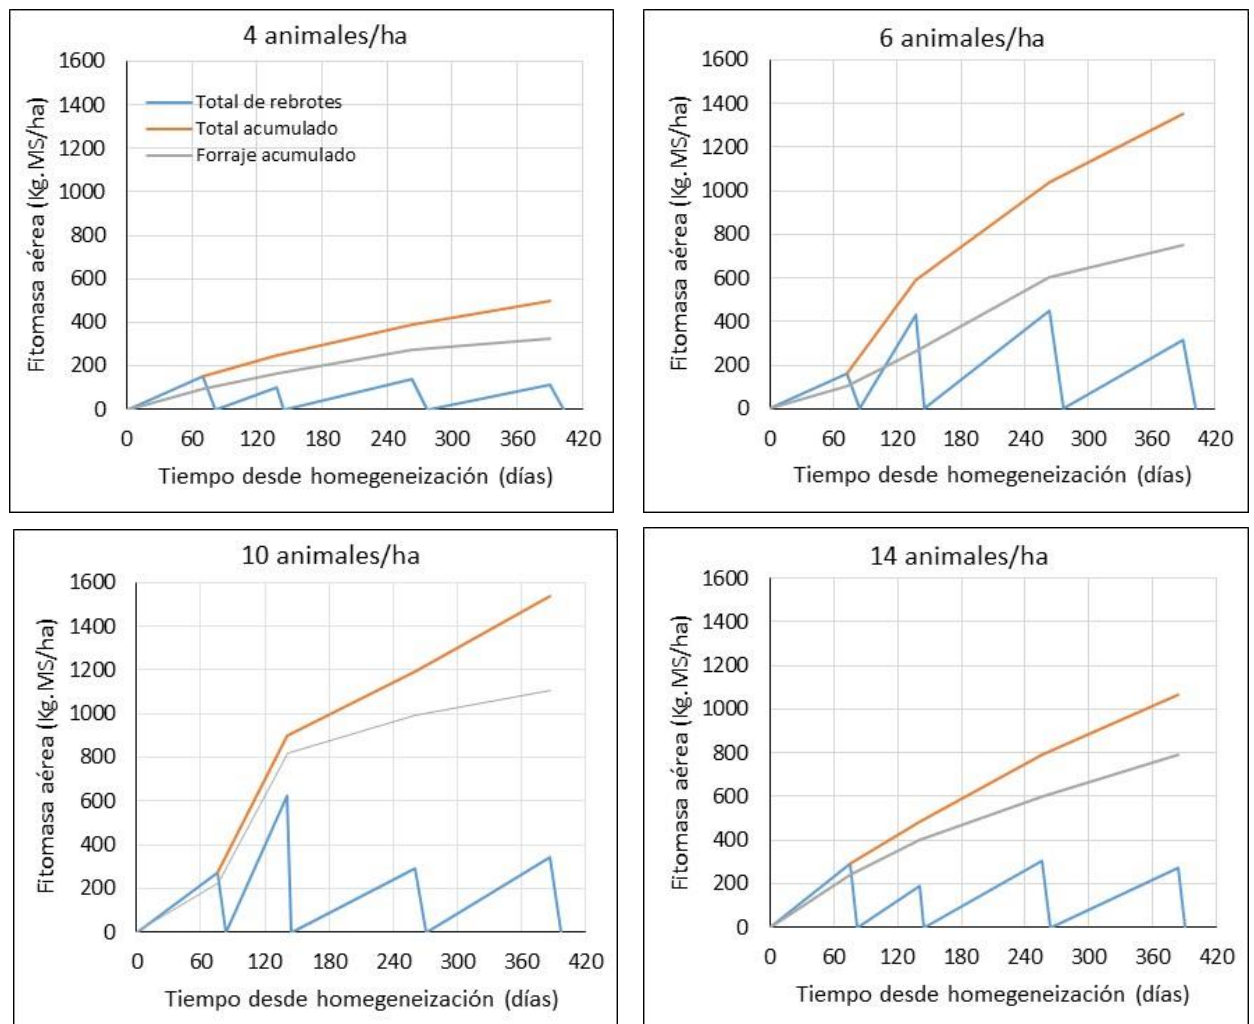 4 animales/ha
1600
1400
1200
1000
800
600
400
200
0
Fitomasa aérea (Kg.MS/ha)
Total de rebrotes
Total acumulado
Forraje acumulado
0 60 120 180 240 300 360 420
Tiempo desde homegeneización (días)
6 animales/ha
1600
1400
1200
1000
800
600
400
200
0
Fitomasa aérea (Kg.MS/ha)
0 60 120 180 240 300 360 420
Tiempo desde homegeneización (días)
10 animales/ha
1600
1400
1200
1000
800
600
400
200
0
Fitomasa aérea (Kg.MS/ha)
0 60 120 180 240 300 360 420
Tiempo desde homegeneización (días)
14 animales/ha
1600
1400
1200
1000
800
600
400
200
0
Fitomasa aérea (Kg.MS/ha)
0 60 120 180 240 300 360 420
Tiempo desde homegeneización (días)